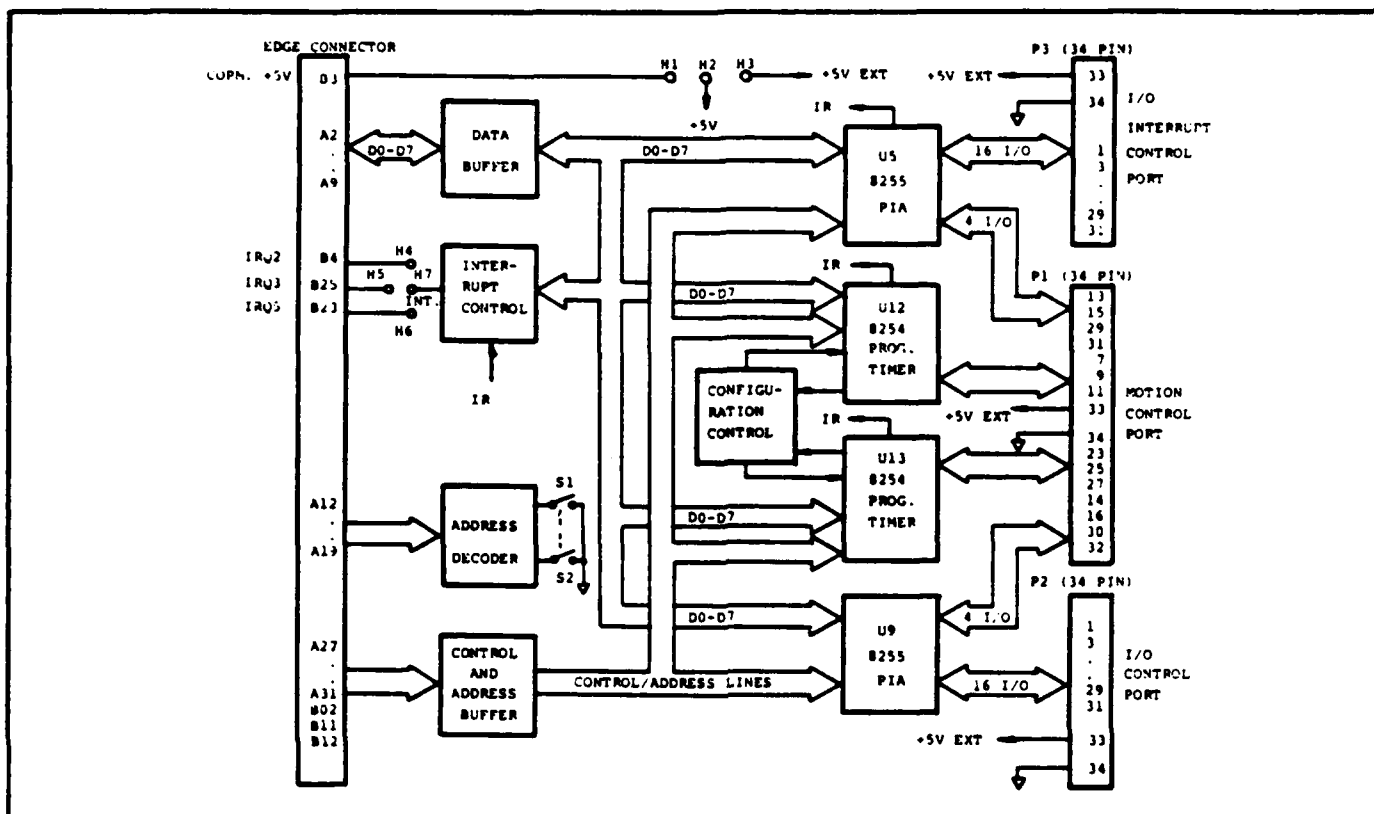 EDGE CONNECTOR
+5V
B3
A2
.
.
A9
D0-D7
DATA
BUFFER
H1 H2 H3
+5V EXT
+5V
D0-D7
IR
U5
8255
PIA
16 I/O
4 I/O
P3 (34 PIN)
+5V EXT
33
34
I/O
INTERRUPT
CONTROL
PORT
1
3
.
.
29
31
IRQ2
B4
H4
IRQ3
B25
H5
H7
INT.
B23
H6
INTER-
RUPT
CONTROL
IR
D0-D7
IR
U12
8254
PROG.
TIMER
CONFIGU-
RATION
CONTROL
IR
U13
8254
PROG.
TIMER
D0-D7
P1 (34 PIN)
13
15
29
31
7
9
11
33
+5V EXT
34
23
25
27
14
16
30
32
MOTION
CONTROL
PORT
A12
.
.
A19
ADDRESS
DECODER
S1
S2
D0-D7
U9
8255
PIA
4 I/O
16 I/O
P2 (34 PIN)
1
3
.
.
29
31
I/O
CONTROL
PORT
+5V EXT
33
34
A27
.
.
A31
B02
B11
B12
CONTROL
AND
ADDRESS
BUFFER
CONTROL/ADDRESS LINES